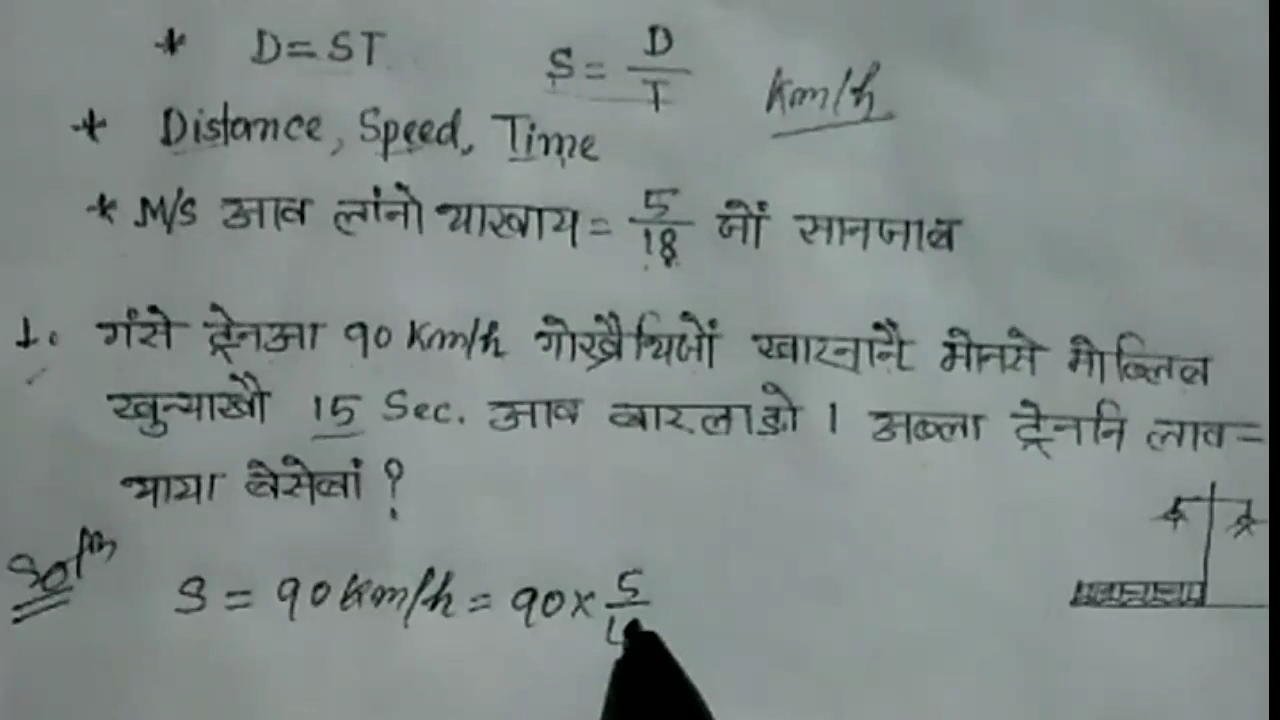 * D=ST S = D/T Km/h
* Distance, Speed, Time
* M/S आव लांनो थाखाय = 5/18 जों सानजाब
1. गंसे ट्रेनआ 90 Km/h गोख्रैथिजों खारनानै मोनसे मोब्लिब
खुन्थाखौ 15 Sec. आव बारलाङो । अब्ला ट्रेननि लाव=
थाया बेसेबां ?
Solⁿ S = 90 km/h = 90 × 5/1